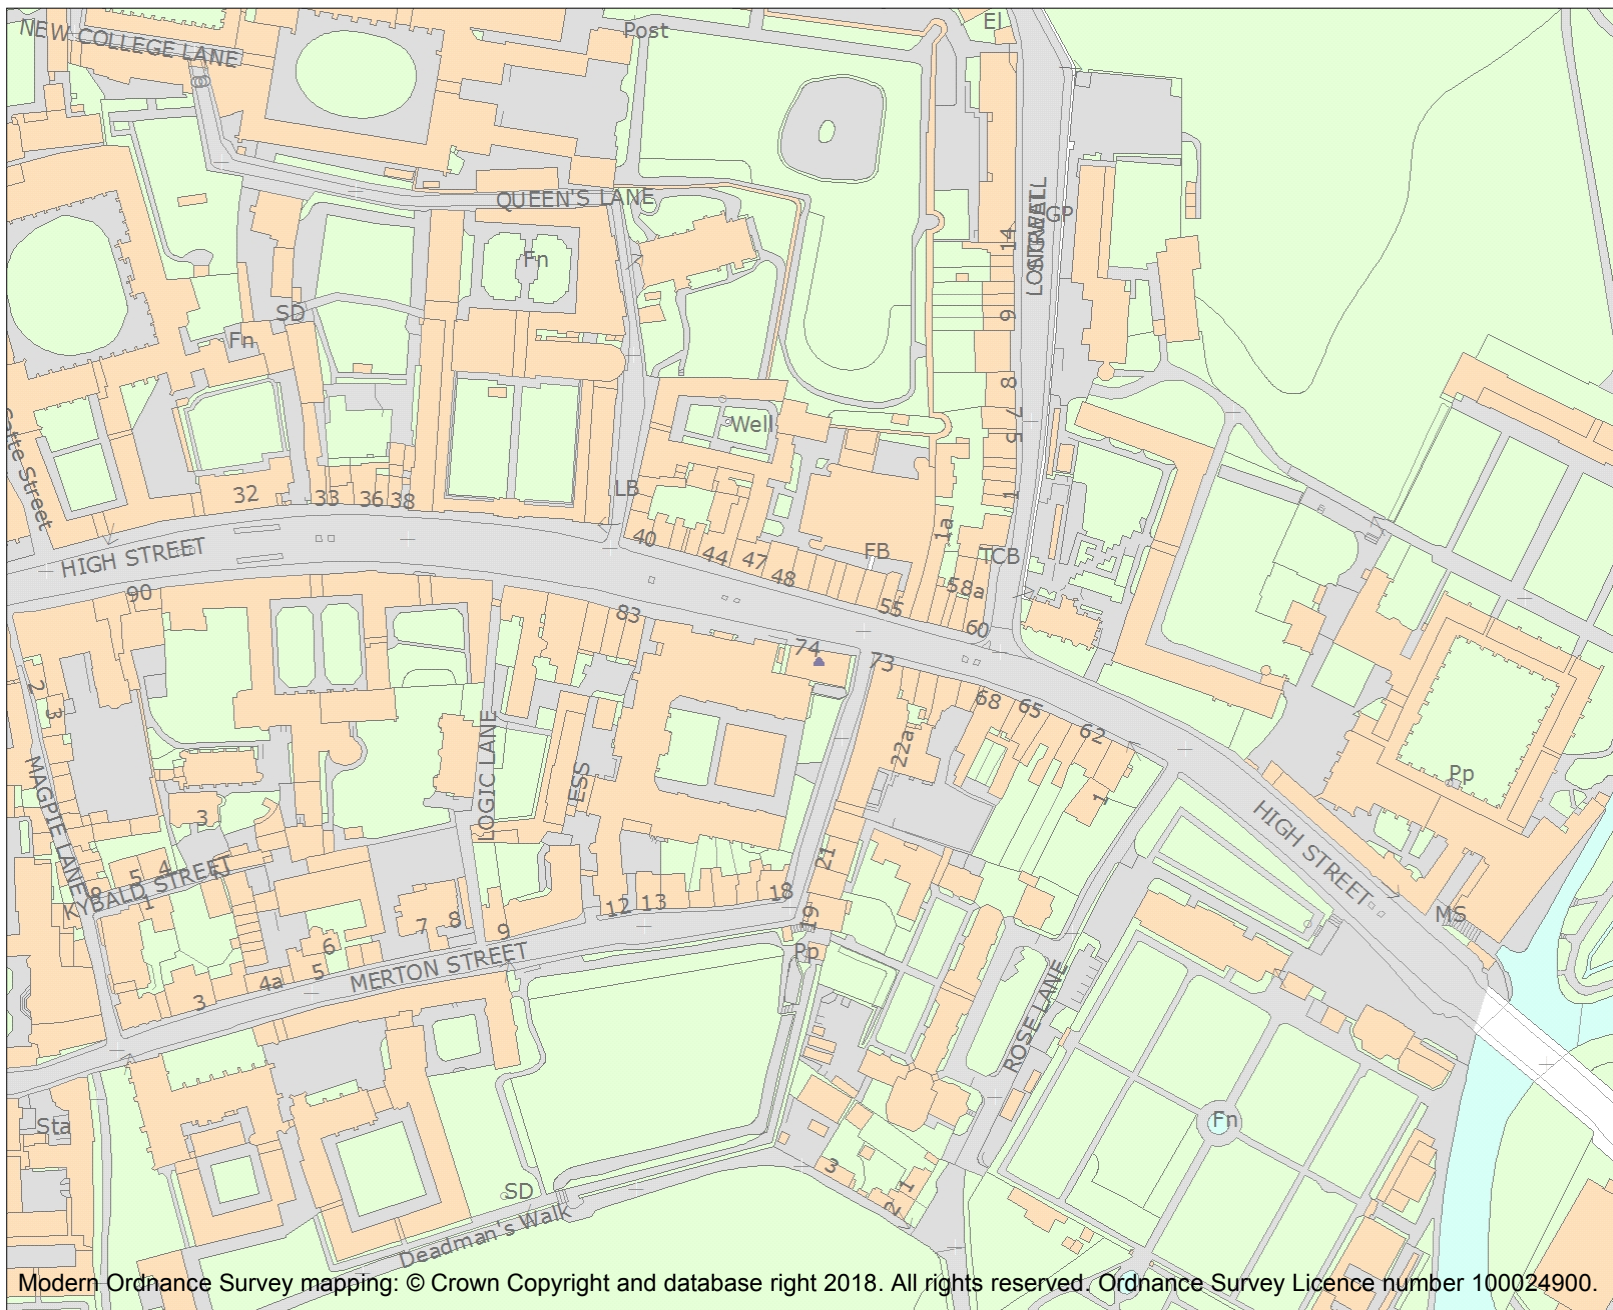 NEW COLLEGE LANE
Post
El
QUEEN'S LANE
LONGWALL
STREET
GP
14
Fn
SD
9
Fn
8
7
5
Well
32
33
36
38
LB
1
40
44
47
48
FB
1a
TCB
HIGH STREET
58a
55
60
90
83
74
73
2
3
68
65
62
22a
LOGIC LANE
ESS
MAGPIE LANE
3
1
Pp
HIGH STREET
5
4
KYBALD STREET
8
1
21
12
13
18
19
7
8
9
6
5
4a
3
MERTON STREET
Pp
MS
ROSE LANE
Fn
Sta
3
1
2
SD
Deadman's Walk
Modern Ordnance Survey mapping: © Crown Copyright and database right 2018. All rights reserved. Ordnance Survey Licence number 100024900.